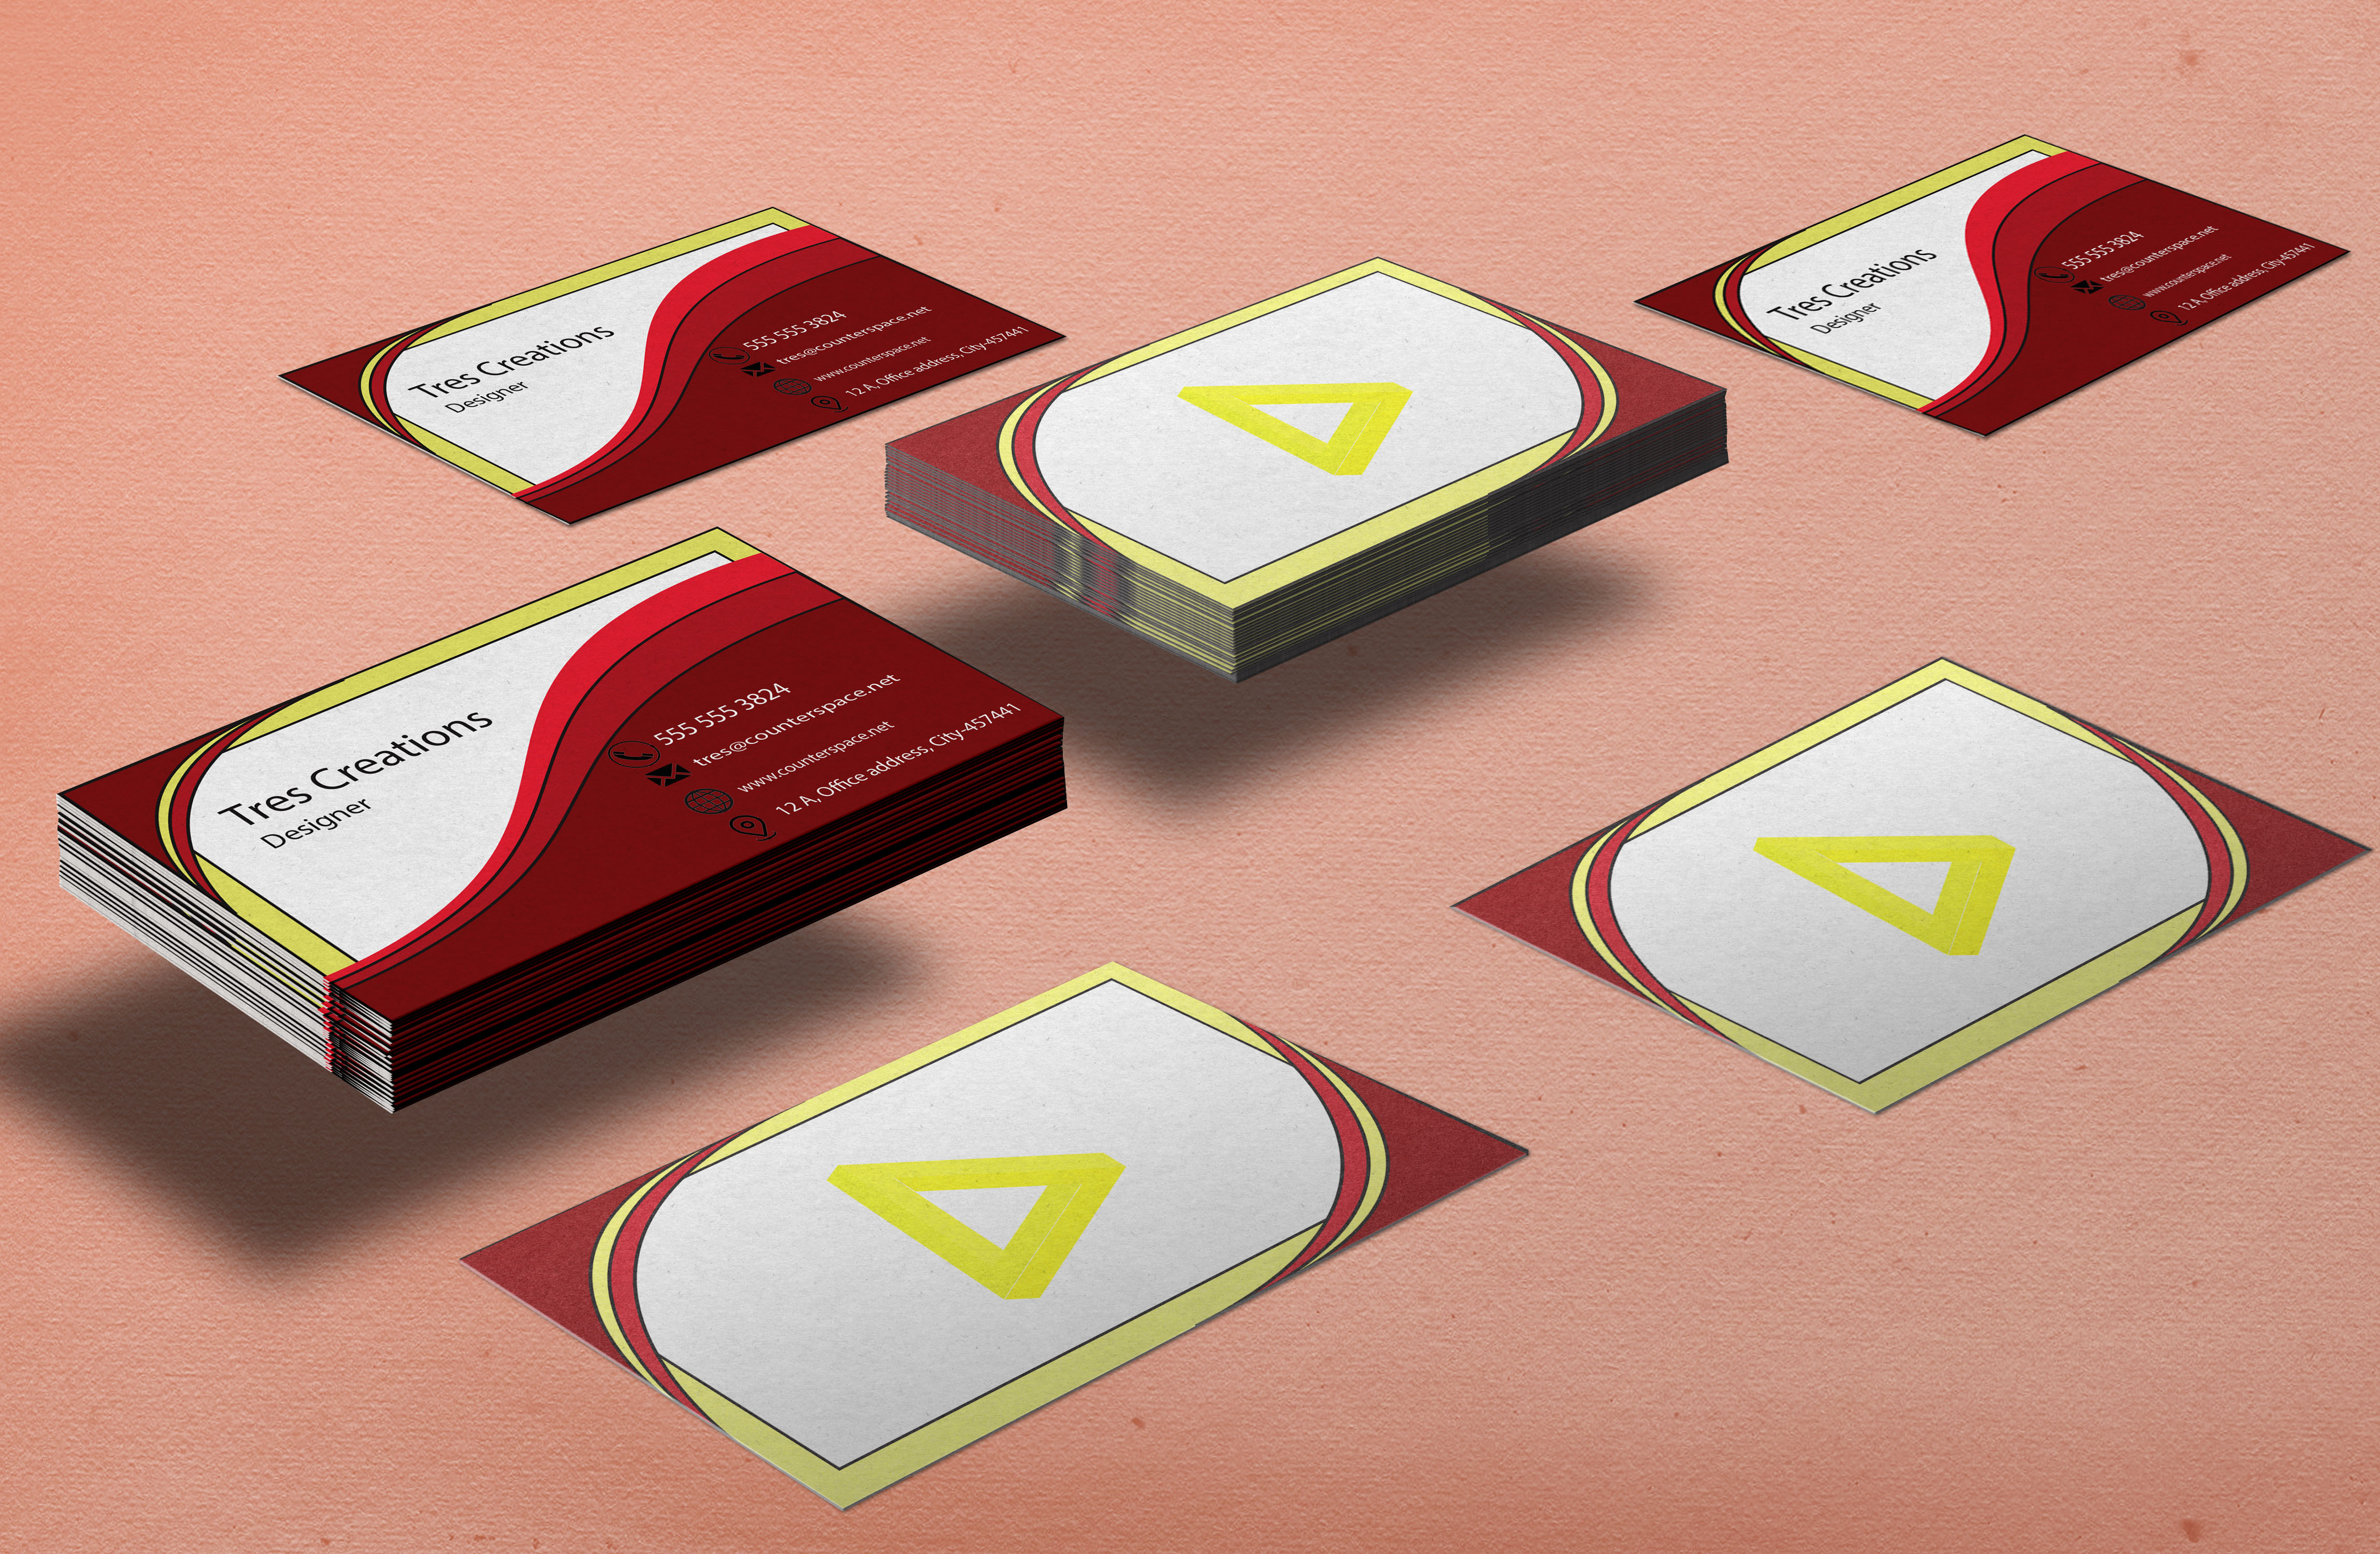 Tres Creations
Designer
555 555 3824
tres@counterspace.net
www.counterspace.net
12 A, Office address, City-457441
Tres Creations
Designer
555 555 3824
tres@counterspace.net
www.counterspace.net
12 A, Office address, City-457441
Tres Creations
Designer
555 555 3824
tres@counterspace.net
www.counterspace.net
12 A, Office address, City-457441